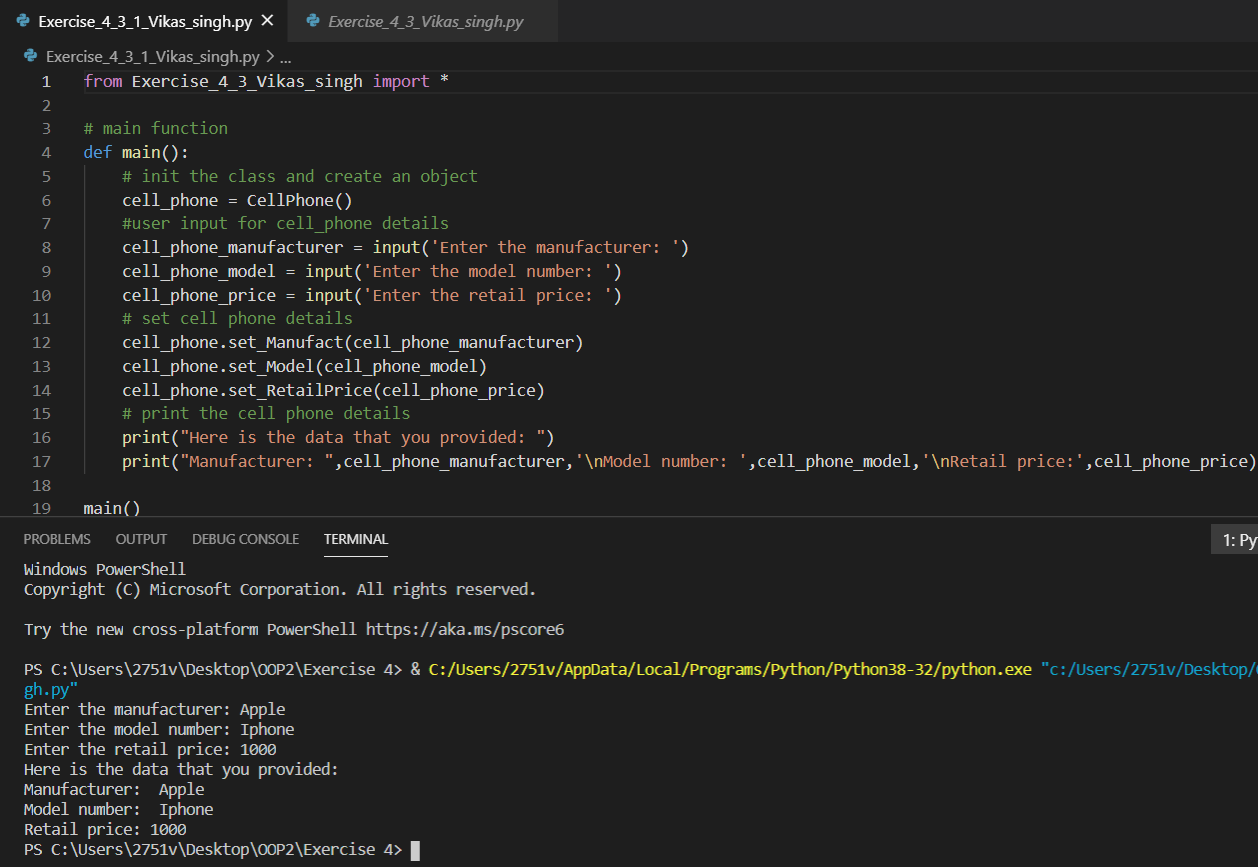 Exercise_4_3_1_Vikas_singh.py × Exercise_4_3_Vikas_singh.py
Exercise_4_3_1_Vikas_singh.py > ...
1 from Exercise_4_3_Vikas_singh import *
2
3 # main function
4 def main():
5     # init the class and create an object
6     cell_phone = CellPhone()
7     #user input for cell_phone details
8     cell_phone_manufacturer = input('Enter the manufacturer: ')
9     cell_phone_model = input('Enter the model number: ')
10     cell_phone_price = input('Enter the retail price: ')
11     # set cell phone details
12     cell_phone.set_Manufact(cell_phone_manufacturer)
13     cell_phone.set_Model(cell_phone_model)
14     cell_phone.set_RetailPrice(cell_phone_price)
15     # print the cell phone details
16     print("Here is the data that you provided: ")
17     print("Manufacturer: ",cell_phone_manufacturer,'\nModel number: ',cell_phone_model,'\nRetail price:',cell_phone_price)
18
19 main()
PROBLEMS OUTPUT DEBUG CONSOLE TERMINAL 1: Py
Windows PowerShell
Copyright (C) Microsoft Corporation. All rights reserved.
Try the new cross-platform PowerShell https://aka.ms/pscore6
PS C:\Users\2751v\Desktop\OOP2\Exercise 4> & C:/Users/2751v/AppData/Local/Programs/Python/Python38-32/python.exe "c:/Users/2751v/Desktop/
gh.py"
Enter the manufacturer: Apple
Enter the model number: Iphone
Enter the retail price: 1000
Here is the data that you provided:
Manufacturer:  Apple
Model number:  Iphone
Retail price: 1000
PS C:\Users\2751v\Desktop\OOP2\Exercise 4>